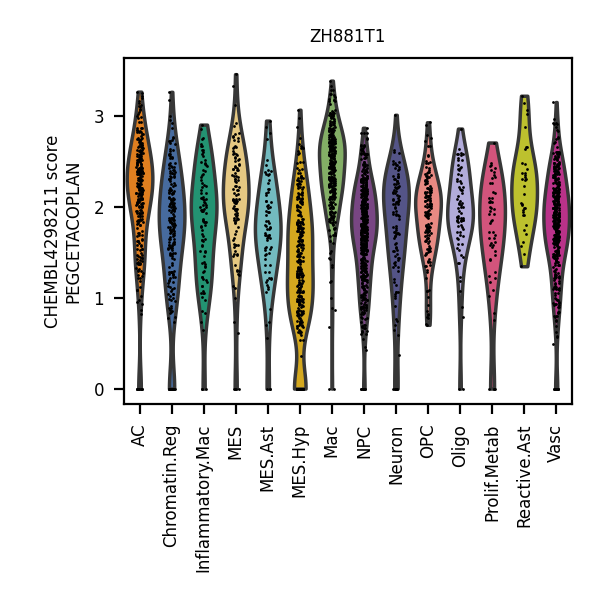 ZH881T1
CHEMBL4298211 score
PEGCETACOPLAN
3
2
1
0
AC
Chromatin.Reg
Inflammatory.Mac
MES
MES.Ast
MES.Hyp
Mac
NPC
Neuron
OPC
Oligo
Prolif.Metab
Reactive.Ast
Vasc